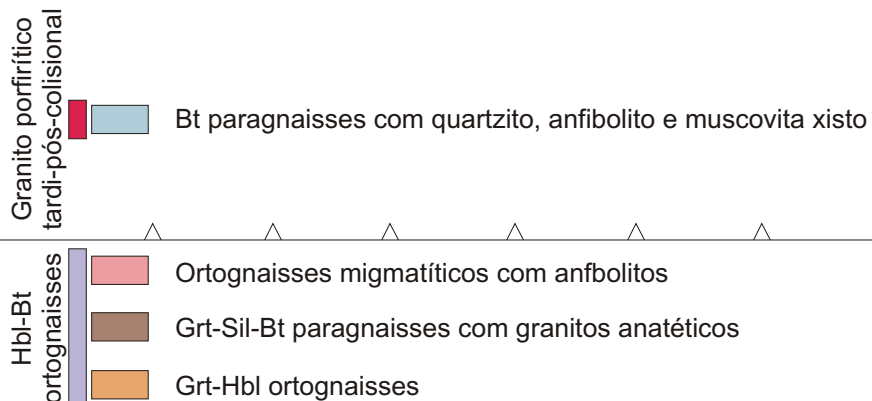 Granito porfirítico
tardi-pós-colisional
Bt paragnaisses com quartzito, anfibolito e muscovita xisto
Hbl-Bt
ortognaisses
Ortognaisses migmatíticos com anfbolitos
Grt-Sil-Bt paragnaisses com granitos anatéticos
Grt-Hbl ortognaisses